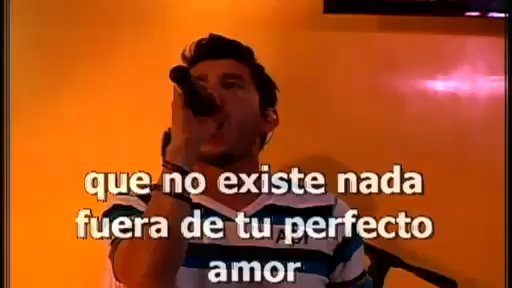 que no existe nada
fuera de tu perfecto
amor